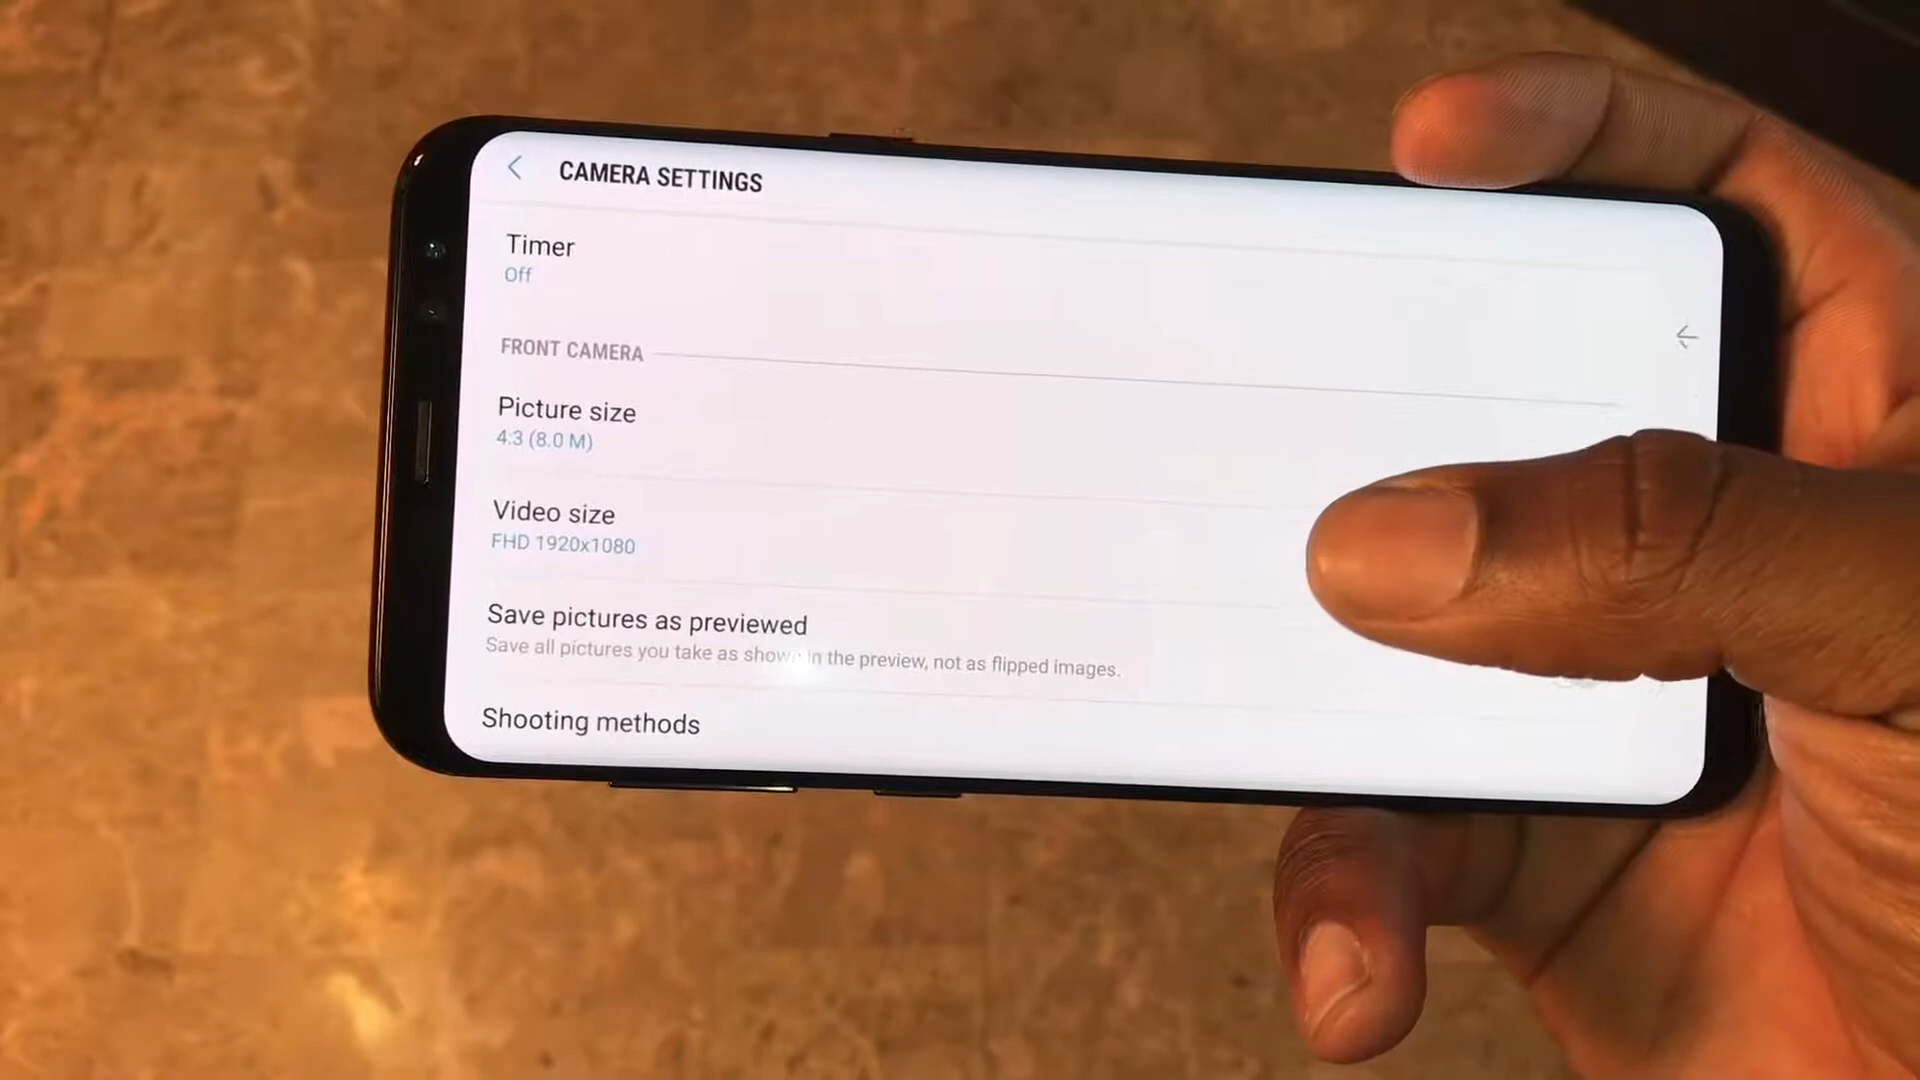 CAMERA SETTINGS
Timer
Off
FRONT CAMERA
Picture size
4:3 (8.0 M)
Video size
FHD 1920x1080
Save pictures as previewed
Save all pictures you take as shown in the preview, not as flipped images.
Shooting methods